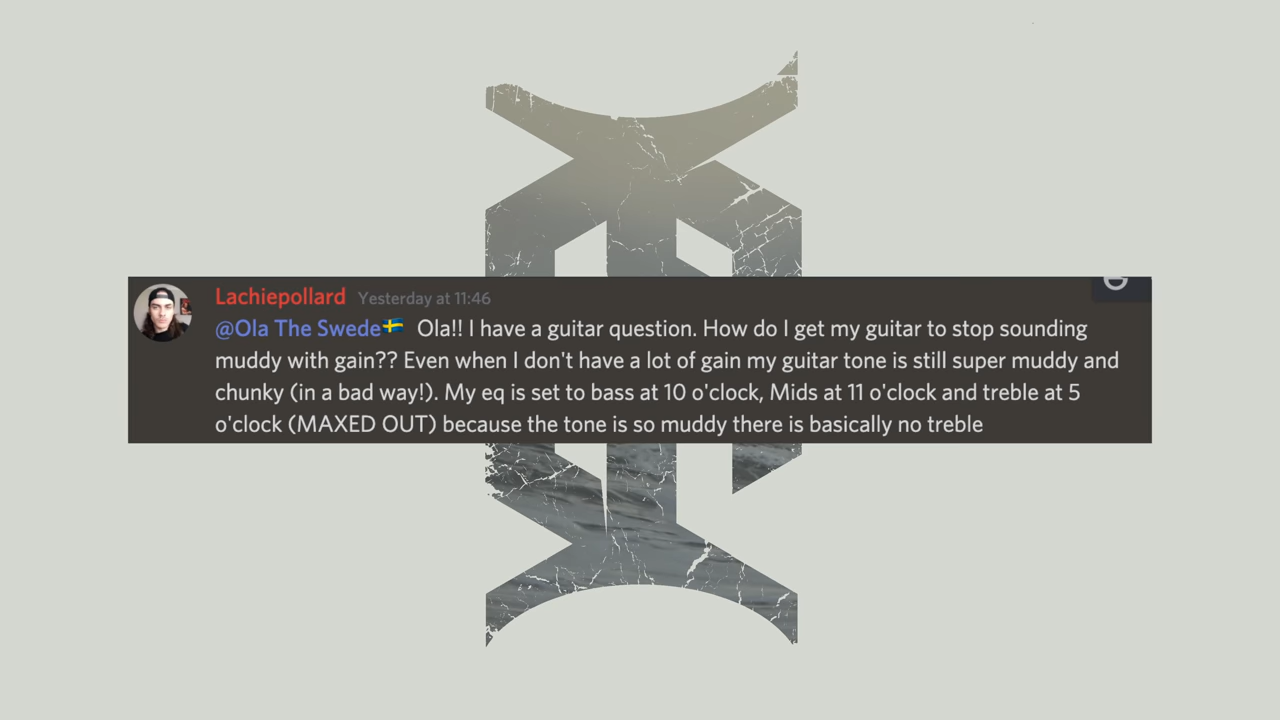 Lachiepollard Yesterday at 11:46
@Ola The Swede🇸🇪 Ola!! I have a guitar question. How do I get my guitar to stop sounding
muddy with gain?? Even when I don't have a lot of gain my guitar tone is still super muddy and
chunky (in a bad way!). My eq is set to bass at 10 o'clock, Mids at 11 o'clock and treble at 5
o'clock (MAXED OUT) because the tone is so muddy there is basically no treble